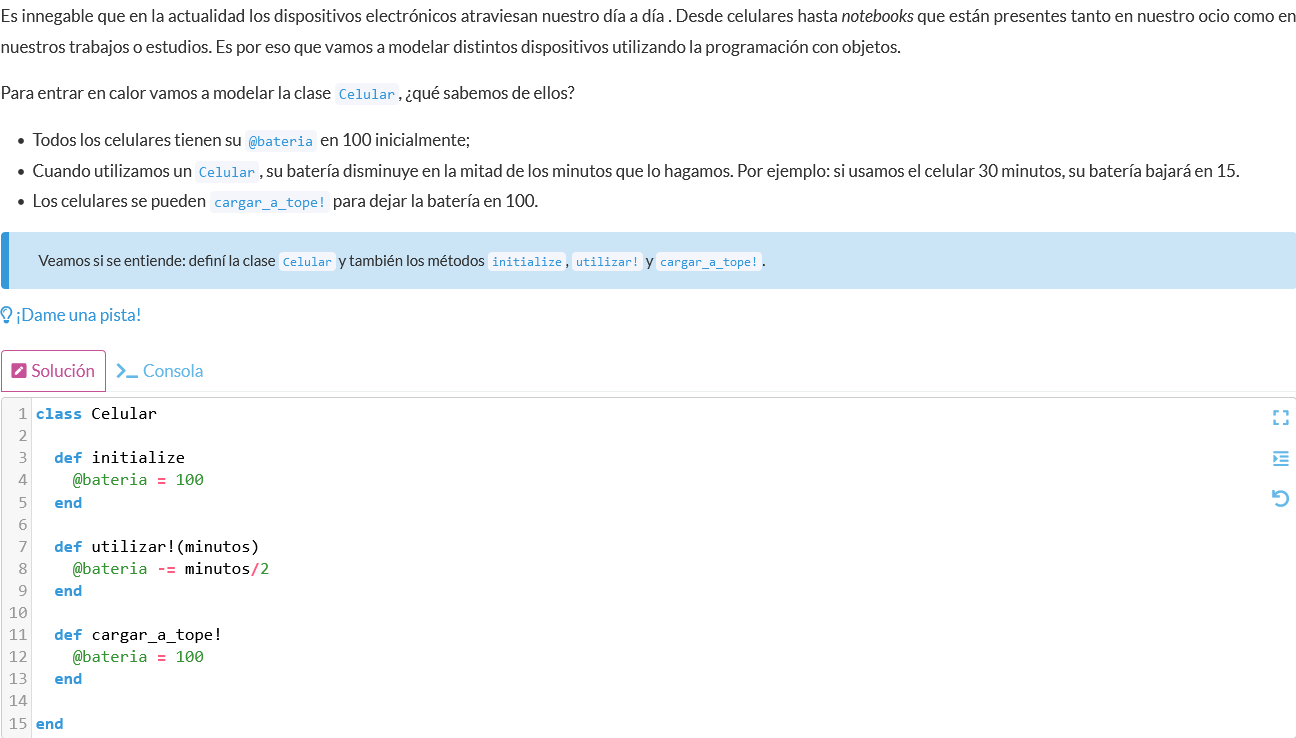 Es innegable que en la actualidad los dispositivos electrónicos atraviesan nuestro día a día . Desde celulares hasta notebooks que están presentes tanto en nuestro ocio como en
nuestros trabajos o estudios. Es por eso que vamos a modelar distintos dispositivos utilizando la programación con objetos.
Para entrar en calor vamos a modelar la clase Celular, ¿qué sabemos de ellos?
• Todos los celulares tienen su @bateria en 100 inicialmente;
• Cuando utilizamos un Celular, su batería disminuye en la mitad de los minutos que lo hagamos. Por ejemplo: si usamos el celular 30 minutos, su batería bajará en 15.
• Los celulares se pueden cargar_a_tope! para dejar la batería en 100.
Veamos si se entiende: definí la clase Celular y también los métodos initialize, utilizar! y cargar_a_tope!.
¡Dame una pista!
Solución Consola
1 class Celular
2
3   def initialize
4     @bateria = 100
5   end
6
7   def utilizar!(minutos)
8     @bateria -= minutos/2
9   end
10
11   def cargar_a_tope!
12     @bateria = 100
13   end
14
15 end